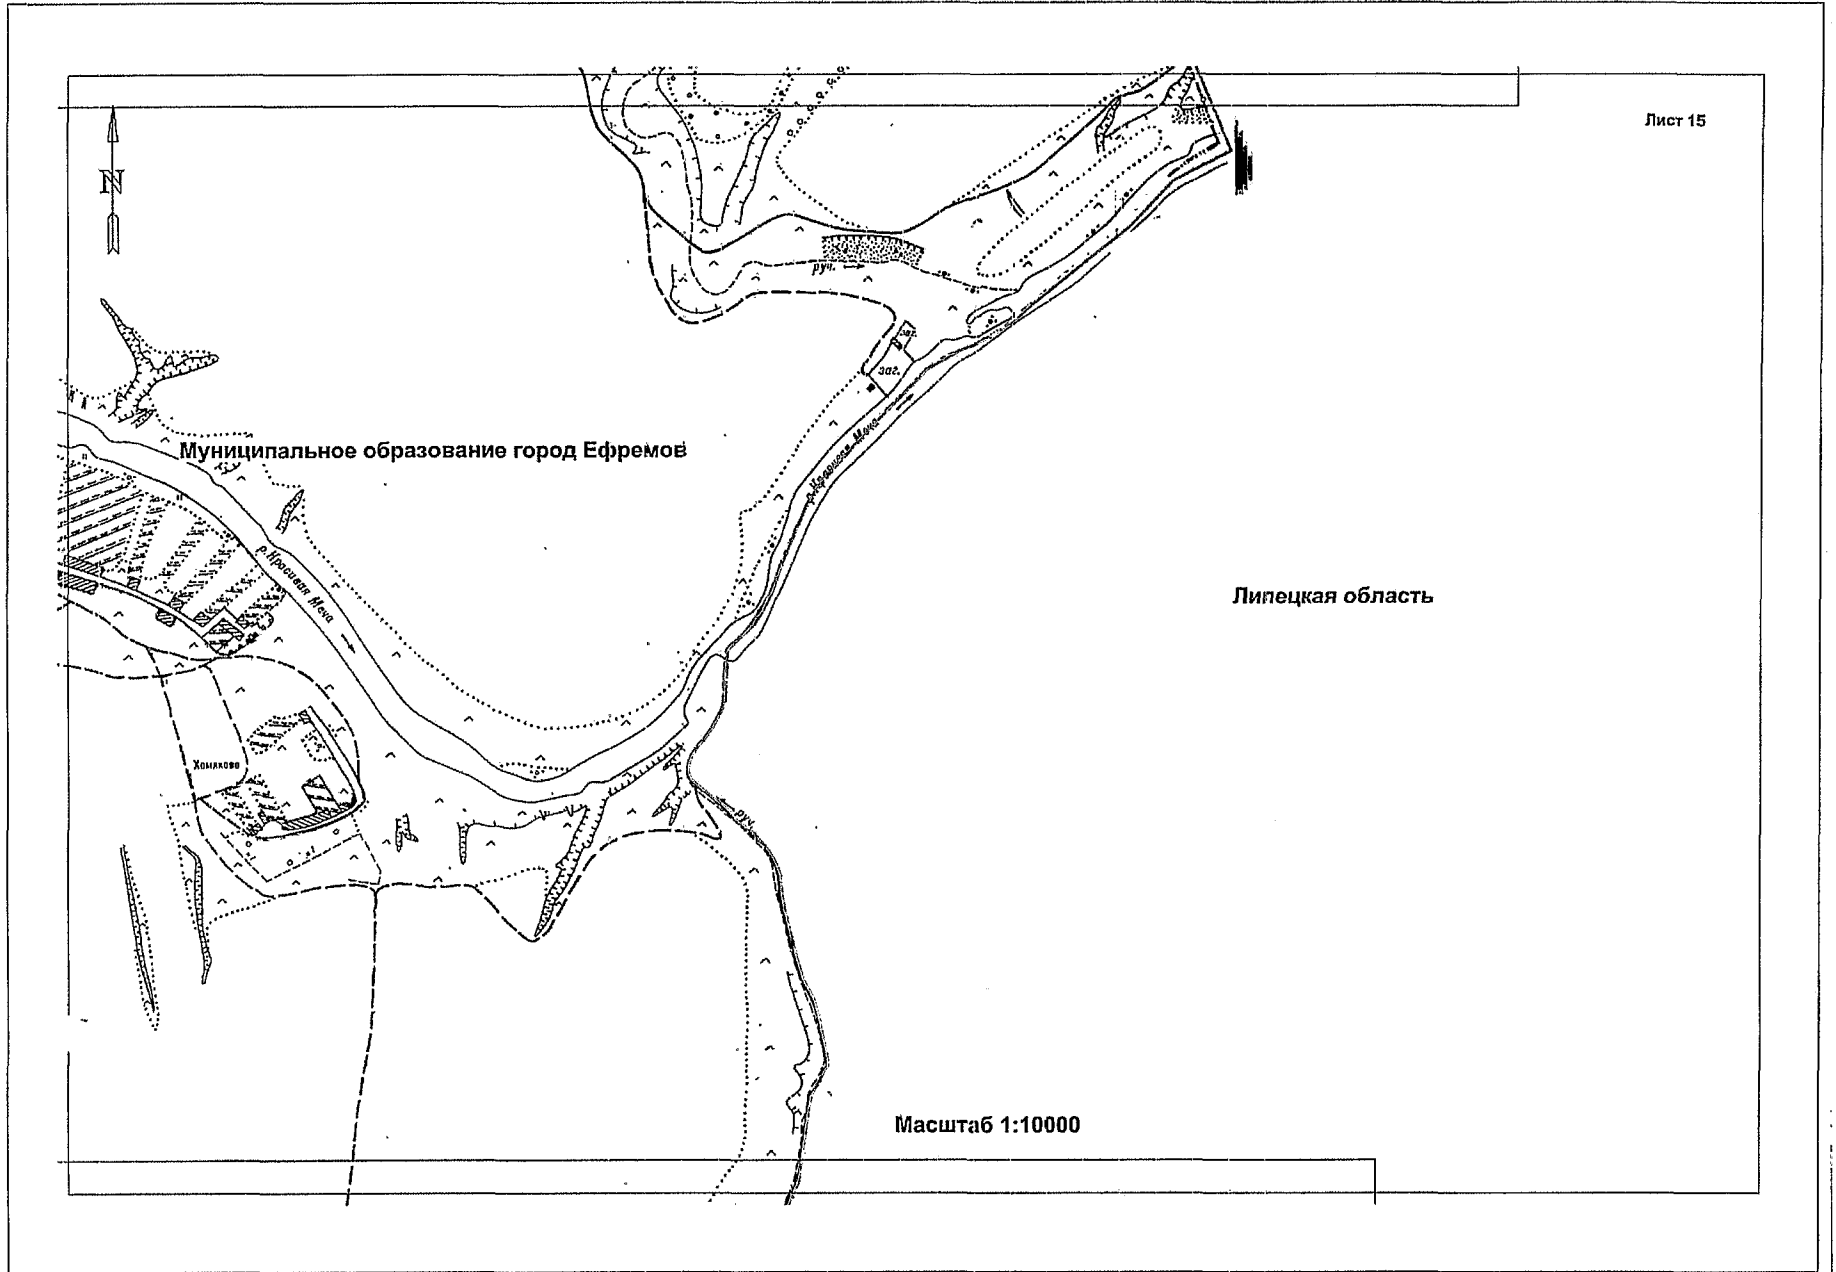 Лист 15
N
руч.
заг.
заг.
р. Красивая Меча
Муниципальное образование город Ефремов
р. Красивая Меча
Липецкая область
Хомяково
руч.
Масштаб 1:10000